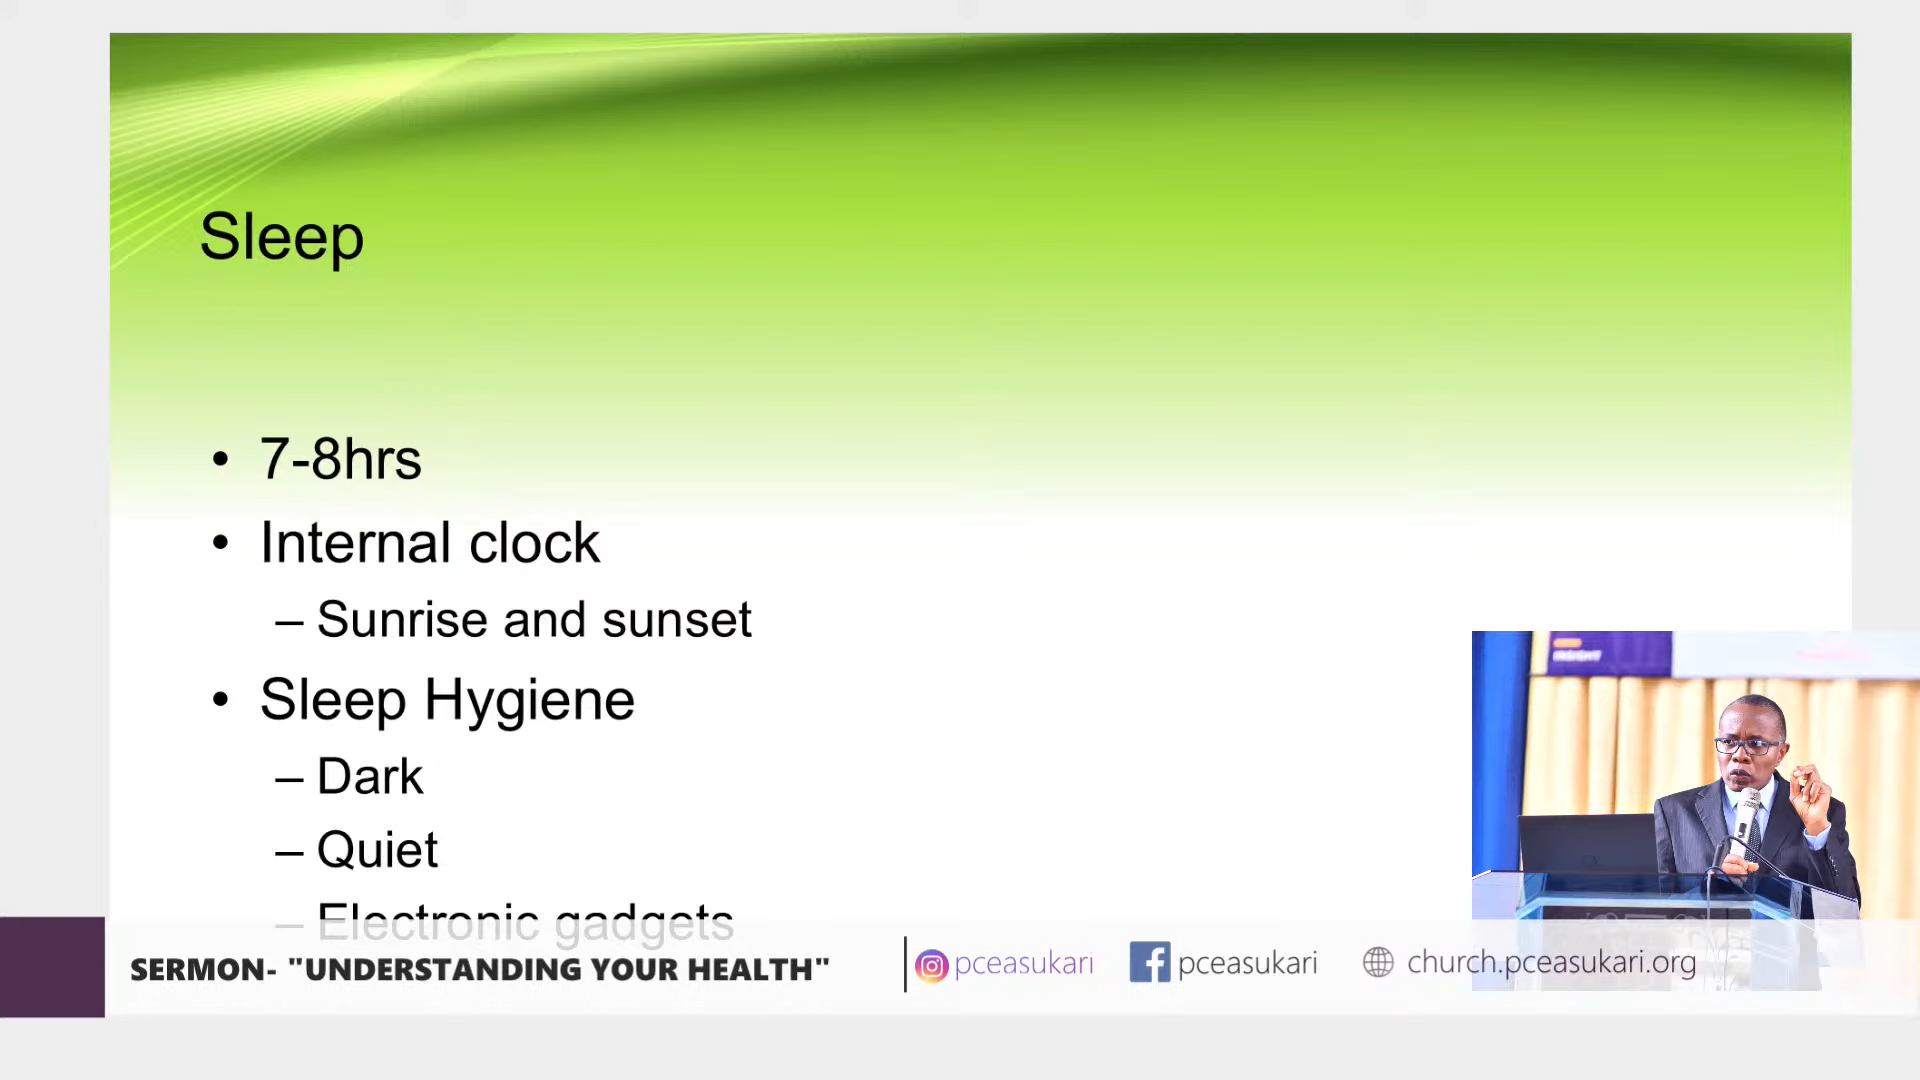 Sleep
• 7-8hrs
• Internal clock
– Sunrise and sunset
• Sleep Hygiene
– Dark
– Quiet
– Electronic gadgets
INSIGHT
SERMON- "UNDERSTANDING YOUR HEALTH"
pceasukari
pceasukari
church.pceasukari.org